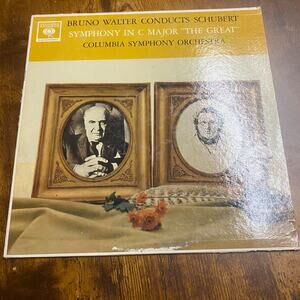 BRUNO WALTER CONDUCTS SCHUBERT
SYMPHONY IN C MAJOR "THE GREAT"
COLUMBIA SYMPHONY ORCHESTRA